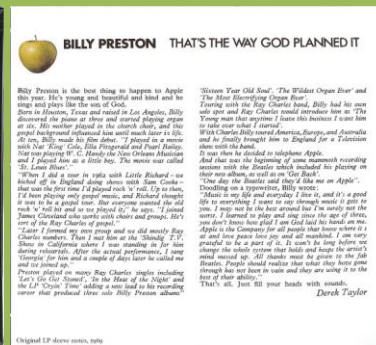 BILLY PRESTON THAT'S THE WAY GOD PLANNED IT
Billy Preston is the best thing to happen to Apple
this year. He's young and beautiful and kind and he
sings and plays like the son of God.
Born in Houston, Texas and raised in Los Angeles, Billy
discovered the piano at three and started playing organ
at six. His mother played in the church choir, and this
gospel background influenced him until much later in life.
At ten, Billy made his film debut. "I played in a movie
with Nat 'King' Cole, Ella Fitzgerald and Pearl Bailey.
Nat was playing W. C. Handy the New Orleans Musician
and I played him as a little boy. The movie was called
'St. Louis Blues'."
"When I did a tour in 1962 with Little Richard – we
kicked off in England doing shows with Sam Cooke –
that was the first time I'd played rock 'n' roll. Up to then,
I'd been playing only gospel music, and Richard thought
it was to be a gospel tour. But everyone wanted the old
rock 'n' roll bit and so we played it," he says. "I joined
James Cleveland who works with choirs and groups. He's
sort of the Ray Charles of gospel."
"Later I formed my own group and we did mostly Ray
Charles numbers. Then I met him at the 'Shindig' T.V.
Show in California where I was standing in for him
during rehearsals. After the actual performance, I sang
'Georgia' for him and a couple of days later he called me
and we joined up."
Preston played on many Ray Charles singles including
'Let's Go Get Stoned', 'In the Heat of the Night' and
the LP 'Cryin' Time' adding a new lead to his recording
career that produced three solo Billy Preston albums
'Sixteen Year Old Soul', 'The Wildest Organ Ever' and
'The Most Electrifying Organ Ever'.
Touring with the Ray Charles band, Billy had his own
solo spot and Ray Charles would introduce him as 'The
Young man that anytime I leave this business I want him
to take over what I started'.
With Charles Billy toured America, Europe, and Australia
and he finally brought him to England for a Television
show with the band.
It was then he decided to telephone Apple.
And that was the beginning of some mammoth recording
sessions with the Beatles which included his playing on
their new album, as well as on 'Get Back'.
"One day the Beatles said they'd like me on Apple".
Doodling on a typewriter, Billy wrote:
"Music is my life and everyday I live it, and it's a good
life to everything I want to say through music it gets to
you. I may not be the best around but I'm surely not the
worst. I learned to play and sing since the age of three,
you don't know how glad I am God laid his hands on me.
Apple is the Company for all people that know where it's
at and love peace love joy and all mankind. I am very
grateful to be a part of it. It won't be long before we
change the whole system that holds and keeps the artist's
mind messed up. All thanks must be given to the fab
Beatles. People should realize that what they have gone
through has not been in vain and they are using it to the
best of their ability."
That's all. Just fill your heads with sounds.
Derek Taylor
Original LP sleeve notes, 1969